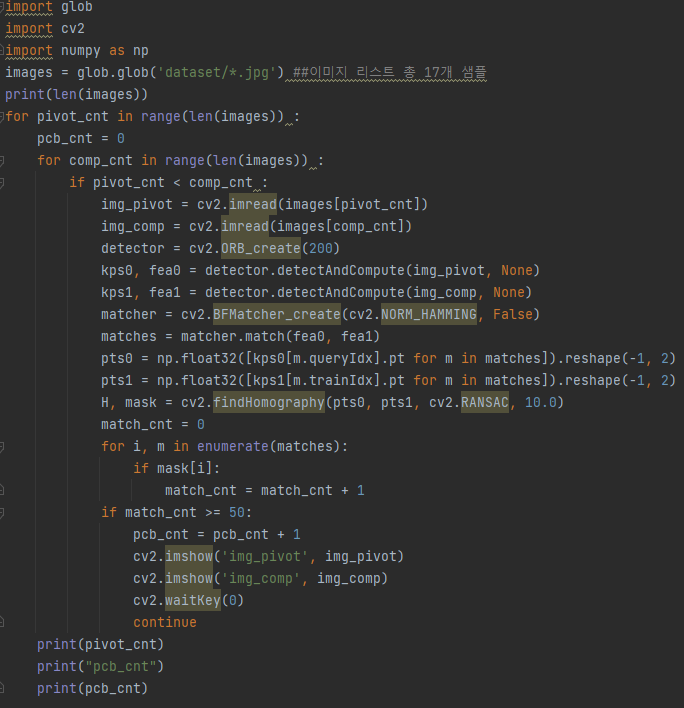 import glob
import cv2
import numpy as np
images = glob.glob('dataset/*.jpg') ##이미지 리스트 총 17개 샘플
print(len(images))
for pivot_cnt in range(len(images)) :
    pcb_cnt = 0
    for comp_cnt in range(len(images)) :
        if pivot_cnt < comp_cnt :
            img_pivot = cv2.imread(images[pivot_cnt])
            img_comp = cv2.imread(images[comp_cnt])
            detector = cv2.ORB_create(200)
            kps0, fea0 = detector.detectAndCompute(img_pivot, None)
            kps1, fea1 = detector.detectAndCompute(img_comp, None)
            matcher = cv2.BFMatcher_create(cv2.NORM_HAMMING, False)
            matches = matcher.match(fea0, fea1)
            pts0 = np.float32([kps0[m.queryIdx].pt for m in matches]).reshape(-1, 2)
            pts1 = np.float32([kps1[m.trainIdx].pt for m in matches]).reshape(-1, 2)
            H, mask = cv2.findHomography(pts0, pts1, cv2.RANSAC, 10.0)
            match_cnt = 0
            for i, m in enumerate(matches):
                if mask[i]:
                    match_cnt = match_cnt + 1
            if match_cnt >= 50:
                pcb_cnt = pcb_cnt + 1
                cv2.imshow('img_pivot', img_pivot)
                cv2.imshow('img_comp', img_comp)
                cv2.waitKey(0)
                continue
    print(pivot_cnt)
    print("pcb_cnt")
    print(pcb_cnt)